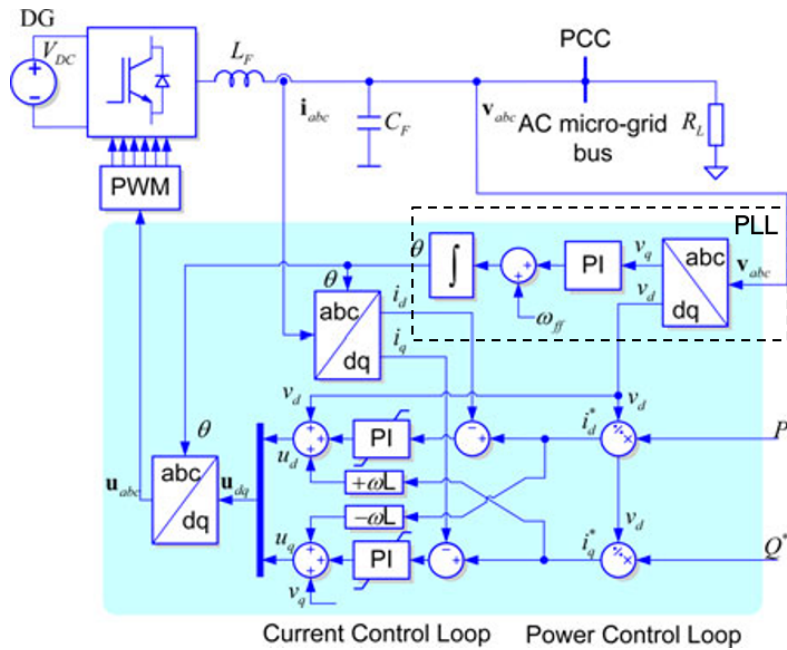 DG
V_DC
L_F
PCC
i_abc
C_F
v_abc
AC micro-grid
bus
R_L
PWM
PLL
θ
∫
PI
v_q
v_d
abc
dq
v_abc
ω_ff
θ
abc
dq
i_d
i_q
v_d
v_d
i_d^*
P
PI
u_d
+ωL
−ωL
θ
abc
dq
u_abc
u_dq
v_d
u_q
PI
i_q^*
Q*
v_q
Current Control Loop
Power Control Loop